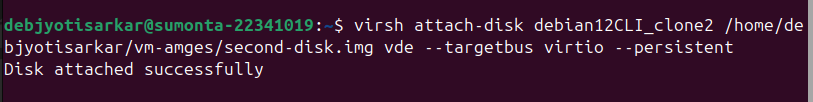 debjyotisarkar@sumonta-22341019:~$ virsh attach-disk debian12CLI_clone2 /home/de
bjyotisarkar/vm-amges/second-disk.img vde --targetbus virtio --persistent
Disk attached successfully